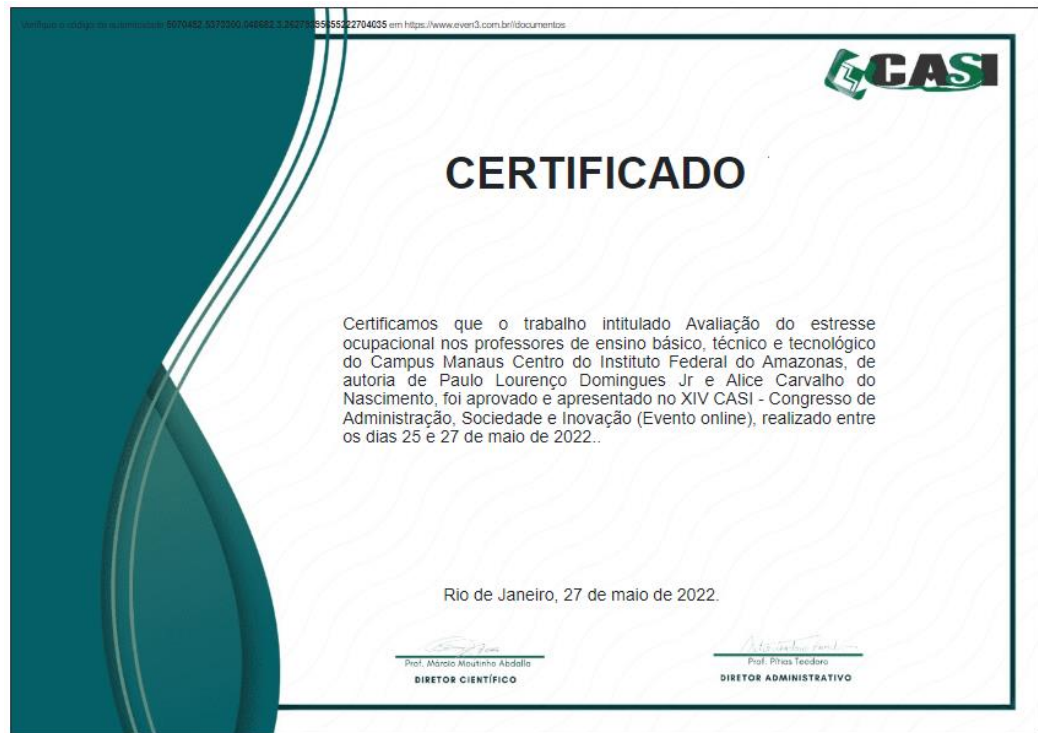 Verifique o código de autenticidade em https://www.even3.com.br//documentos
CASI
CERTIFICADO
Certificamos que o trabalho intitulado Avaliação do estresse
ocupacional nos professores de ensino básico, técnico e tecnológico
do Campus Manaus Centro do Instituto Federal do Amazonas, de
autoria de Paulo Lourenço Domingues Jr e Alice Carvalho do
Nascimento, foi aprovado e apresentado no XIV CASI - Congresso de
Administração, Sociedade e Inovação (Evento online), realizado entre
os dias 25 e 27 de maio de 2022..
Rio de Janeiro, 27 de maio de 2022.
Prof. Márcio Moutinho Abdalla
DIRETOR CIENTÍFICO
Prof. Pítias Teodoro
DIRETOR ADMINISTRATIVO